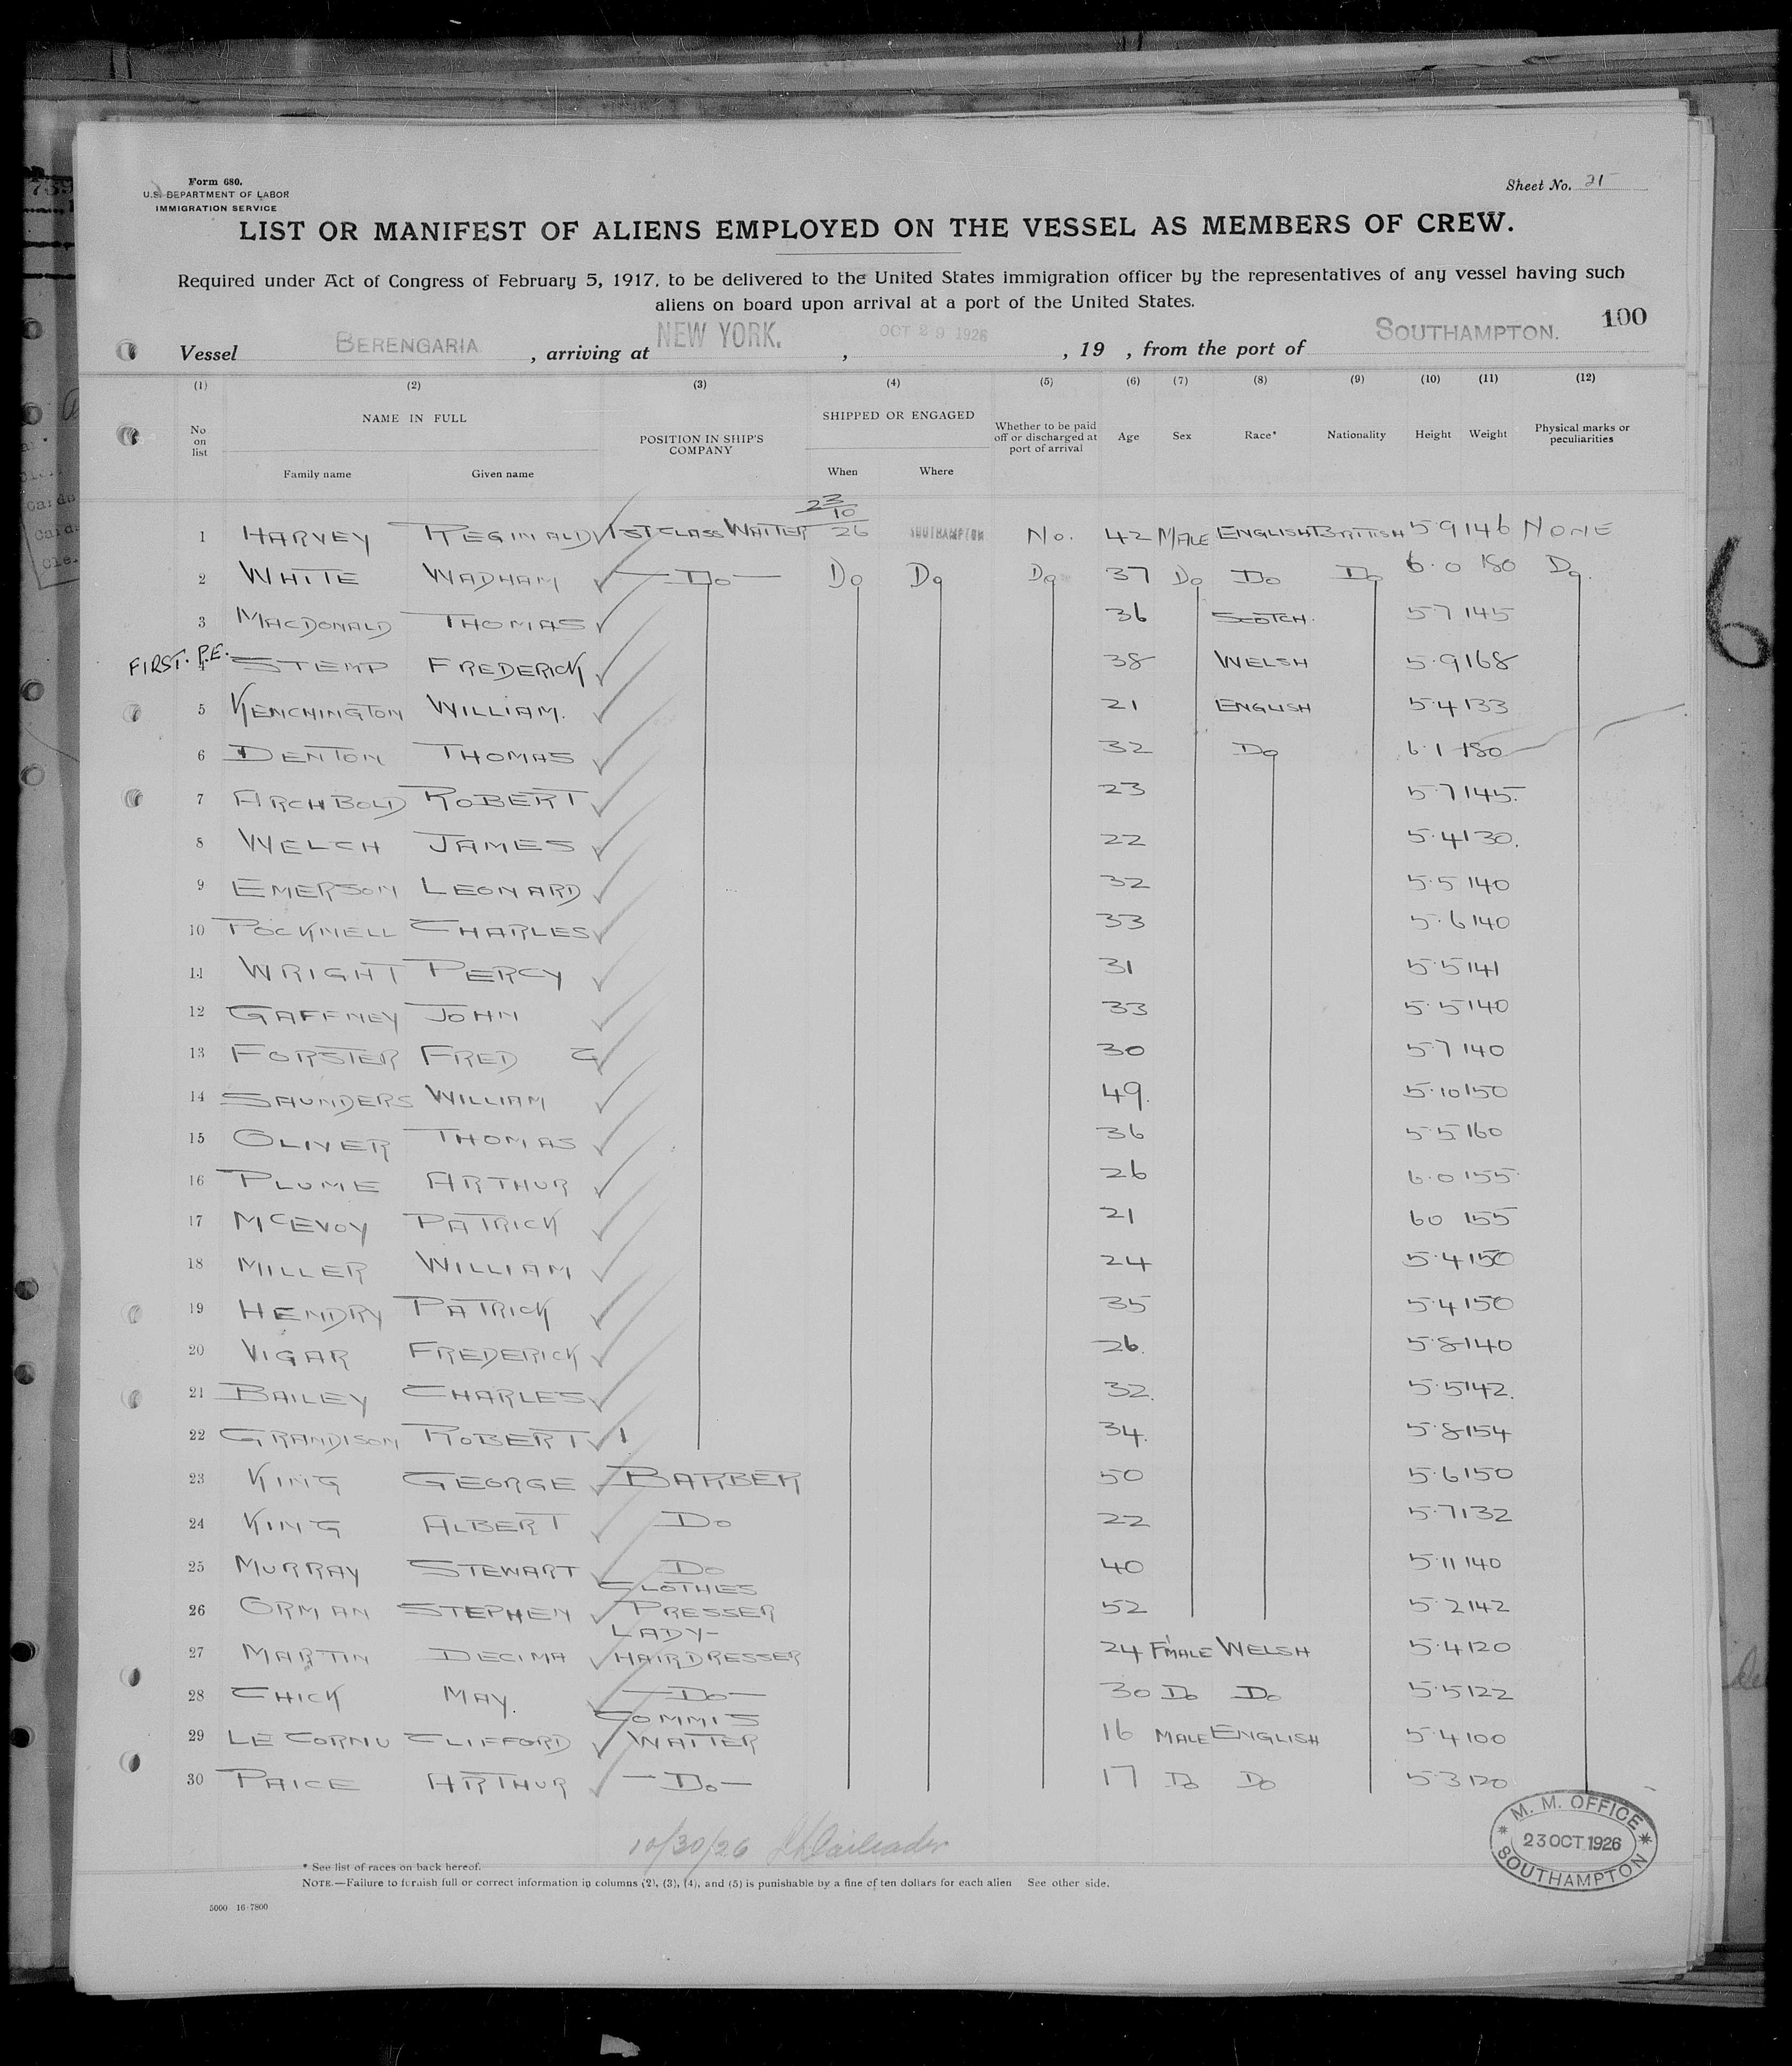 Form 680.
U.S. DEPARTMENT OF LABOR
IMMIGRATION SERVICE
Sheet No. 21
LIST OR MANIFEST OF ALIENS EMPLOYED ON THE VESSEL AS MEMBERS OF CREW.
Required under Act of Congress of February 5, 1917, to be delivered to the United States immigration officer by the representatives of any vessel having such
aliens on board upon arrival at a port of the United States.
100
Vessel BERENGARIA, arriving at NEW YORK., OCT 29 1926, 19 , from the port of SOUTHAMPTON.
(1) (2) (3) (4) (5) (6) (7) (8) (9) (10) (11) (12)
No on list NAME IN FULL Family name Given name POSITION IN SHIP'S COMPANY SHIPPED OR ENGAGED When Where Whether to be paid off or discharged at port of arrival Age Sex Race* Nationality Height Weight Physical marks or peculiarities
1 HARVEY REGINALD 1ST CLASS WAITER 23/10 26 SOUTHAMPTON No. 42 MALE ENGLISH BRITISH 5 9 146 NONE
2 WHITE WADHAM — Do — Do Do Do 37 Do Do Do 6.0 180 Do.
3 MACDONALD THOMAS 36 SCOTCH. 5.7 145
FIRST. P.E. 4 STEMP FREDERICK 38 WELSH 5.9 168
5 KENCHINGTON WILLIAM. 21 ENGLISH 5.4 133
6 DENTON THOMAS 32 Do 6.1 180
7 ARCHBOLD ROBERT 23 5.7 145.
8 WELCH JAMES 22 5.4 130.
9 EMERSON LEONARD 32 5.5 140
10 POCKNELL CHARLES 33 5.6 140
11 WRIGHT PERCY 31 5.5 141
12 GAFFNEY JOHN 33 5.5 140
13 FORSTER FRED G 30 5.7 140
14 SAUNDERS WILLIAM 49. 5.10 150
15 OLIVER THOMAS 36 5.5 160
16 PLUME ARTHUR 26 6.0 155
17 MCEVOY PATRICK 21 60 155
18 MILLER WILLIAM 24 5.4 150
19 HENDRY PATRICK 35 5.4 150
20 VIGAR FREDERICK 26. 5.8 140
21 BAILEY CHARLES 32. 5.5 142.
22 GRANDISON ROBERT 34. 5.8 154
23 KING GEORGE BARBER 50 5.6 150
24 KING ALBERT Do 22 5.7 132
25 MURRAY STEWART Do 40 5.11 140
26 ORMAN STEPHEN CLOTHES PRESSER 52 5.2 142
27 MARTIN DECIMA LADY- HAIRDRESSER 24 F'MALE WELSH 5.4 120
28 CHICK MAY. — Do — 30 Do Do 5.5 122
29 LE CORNU CLIFFORD COMMIS WAITER 16 MALE ENGLISH 5.4 100
30 PAICE ARTHUR — Do — 17 Do Do 5.3 120
10/30/26
M. M. OFFICE
23 OCT 1926
SOUTHAMPTON
* See list of races on back hereof.
NOTE.—Failure to furnish full or correct information in columns (2), (3), (4), and (5) is punishable by a fine of ten dollars for each alien See other side.
5000 16-7800
6